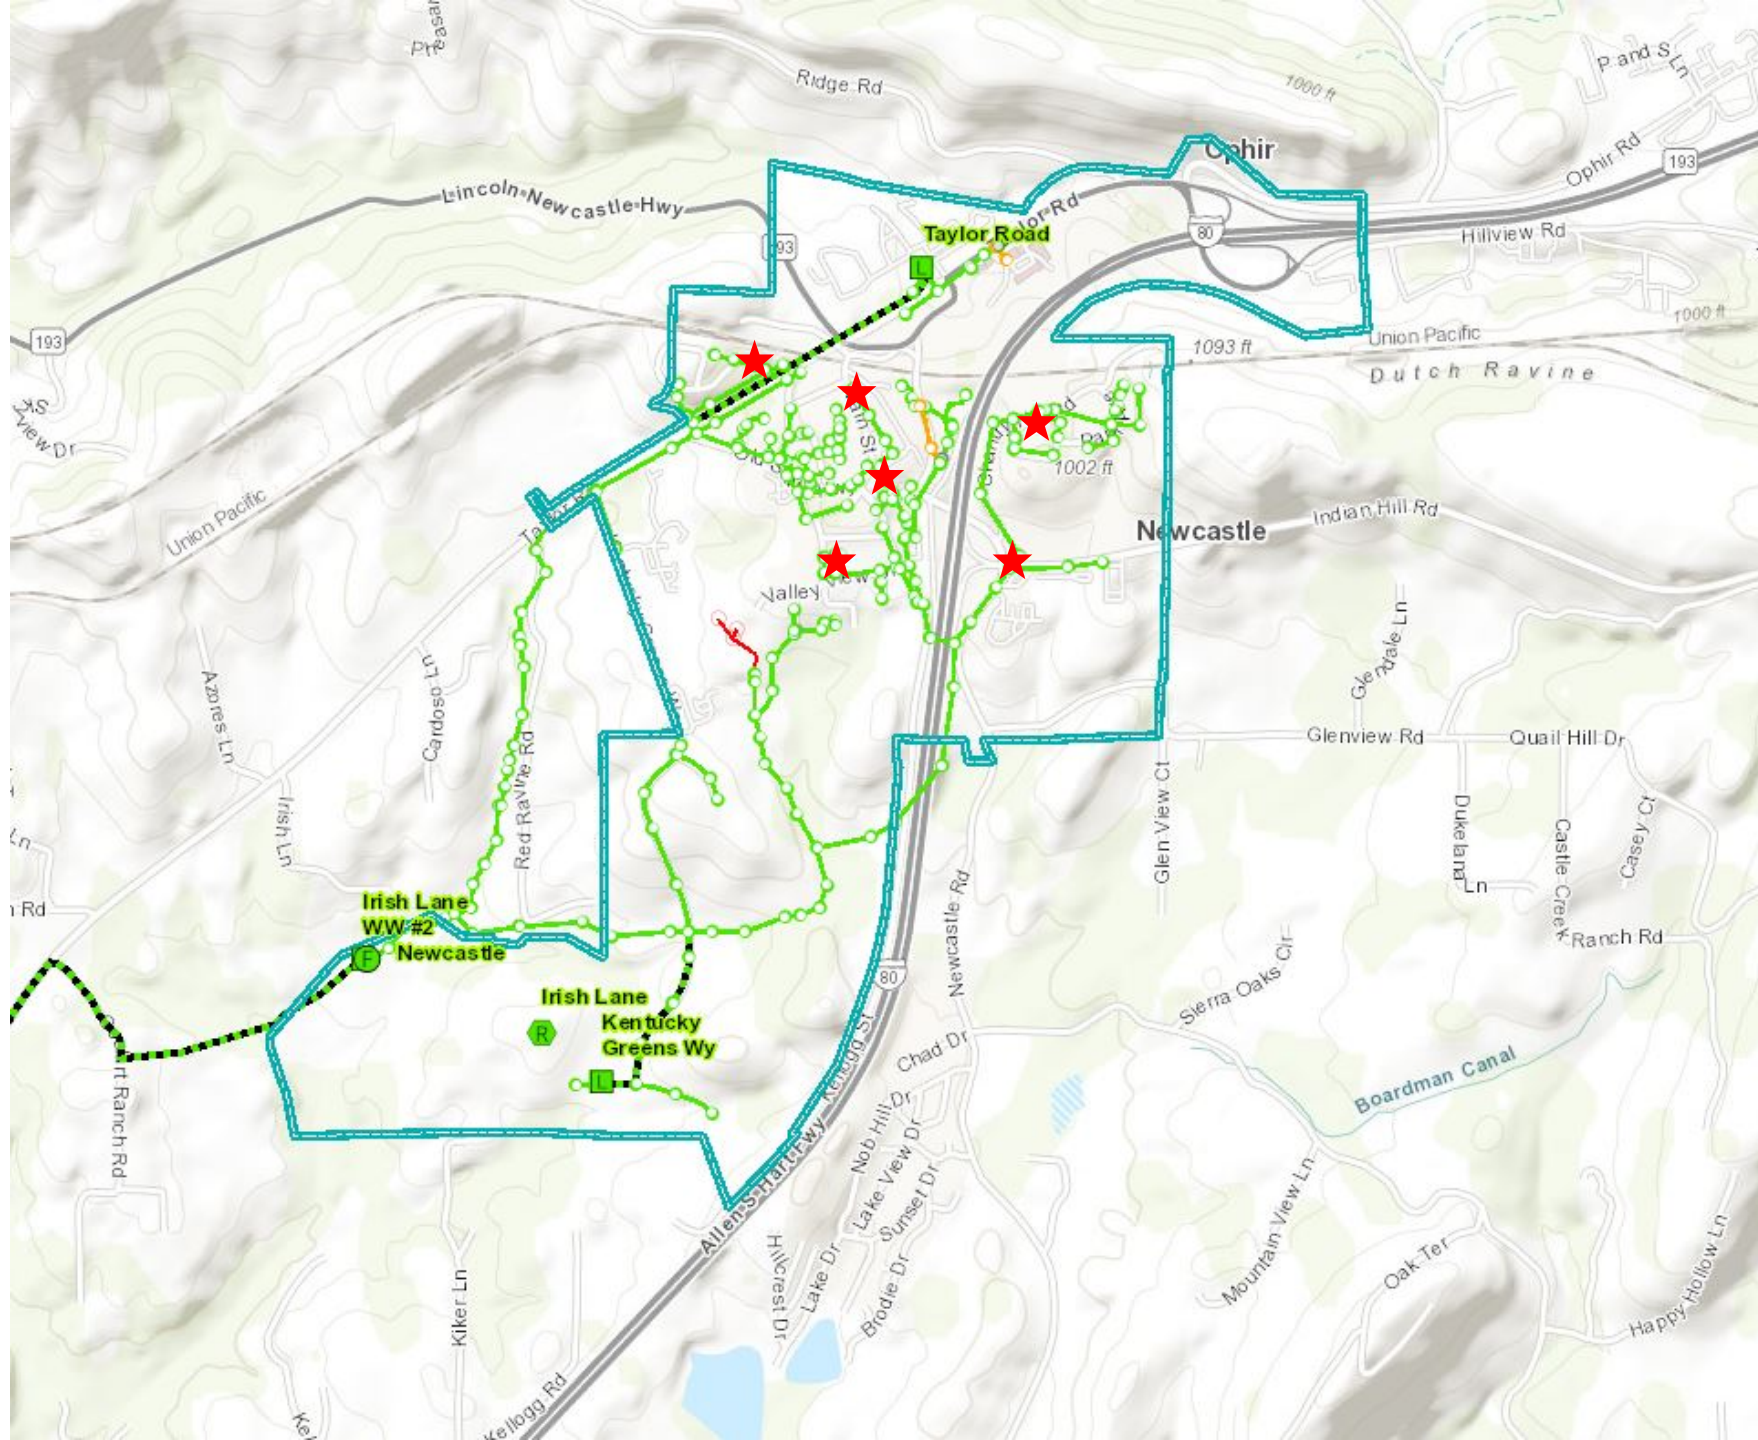 Ridge Rd
1000 ft
P and S Ln
Ophir
Ophir Rd
193
Lincoln-Newcastle Hwy
Taylor Road
80
Hillview Rd
193
1000 ft
Union Pacific
1093 ft
Dutch Ravine
1002 ft
Union Pacific
Newcastle
Indian Hill Rd
Valley View
Glendale Ln
Azores Ln
Cardoso Ln
Red Ravine Rd
Glenview Rd
Quail Hill Dr
Irish Ln
Glen View Ct
Duke Ln
Castle Creek
Casey Ct
Ln
Irish Lane
WW #2
Newcastle
F
Newcastle Rd
Ranch Rd
80
Irish Lane
R
Kentucky
Greens Wy
L
L
Sierra Oaks Cir
Kellogg St
Chad Dr
Boardman Canal
Nob Hill Dr
Lake View Dr
Sunset Dr
Allen S Hart Fwy
Mountain View Ln
Hillcrest Dr
Lake Dr
Brodie Dr
Oak Ter
Happy Hollow Ln
Kiker Ln
Kellogg Rd